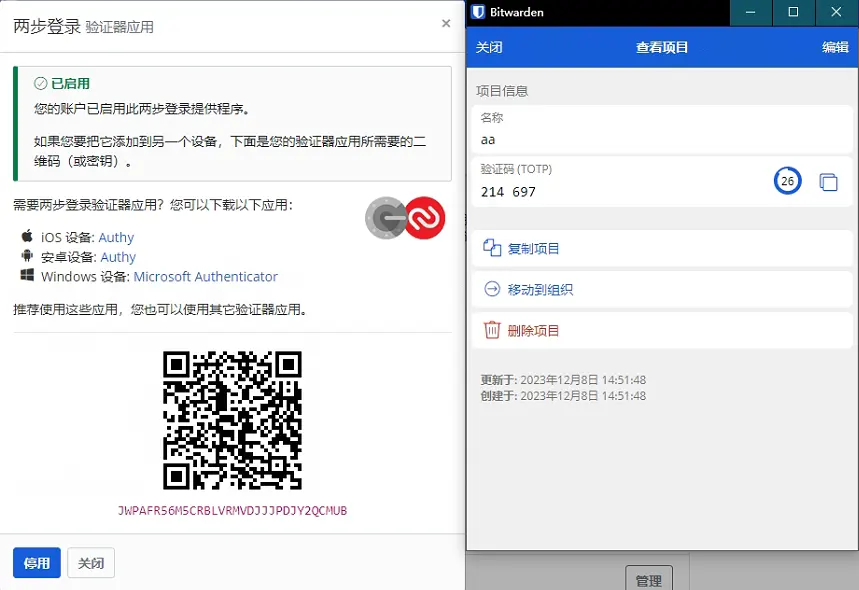 两步登录 验证器应用
×
已启用
您的账户已启用此两步登录提供程序。
如果您要把它添加到另一个设备，下面是您的验证器应用所需要的二
维码（或密钥）。
需要两步登录验证器应用？您可以下载以下应用：
iOS 设备: Authy
安卓设备: Authy
Windows 设备: Microsoft Authenticator
推荐使用这些应用，您也可以使用其它验证器应用。
JWPAFR56M5CRBLVRMVDJJJPDJY2QCMUB
停用
关闭
Bitwarden
关闭
查看项目
编辑
项目信息
名称
aa
验证码 (TOTP)
214 697
26
复制项目
移动到组织
删除项目
更新于: 2023年12月8日 14:51:48
创建于: 2023年12月8日 14:51:48
管理